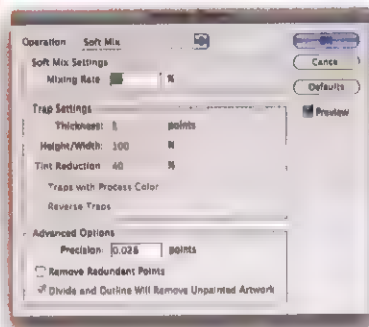 Operation Soft Mix
Soft Mix Settings
Mixing Rate %
Cance
Defaults
Preview
Trap Settings
Thickness: points
Height/Width: 100 %
Tint Reduction 40 %
Traps with Process Color
Reverse Traps
Advanced Options
Precision: 0.028 points
Remove Redundant Points
Divide and Outline Will Remove Unpainted Artwork